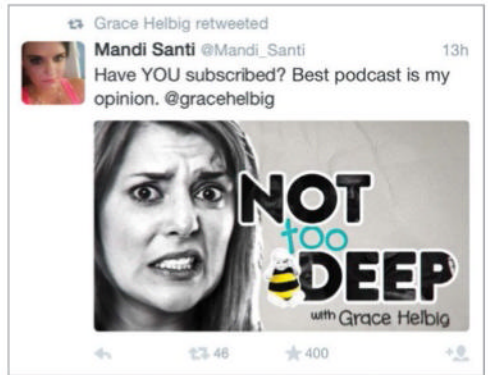 Grace Helbig retweeted
Mandi Santi @Mandi_Santi 13h
Have YOU subscribed? Best podcast is my
opinion. @gracehelbig
NOT
too
DEEP
with Grace Helbig
46 400